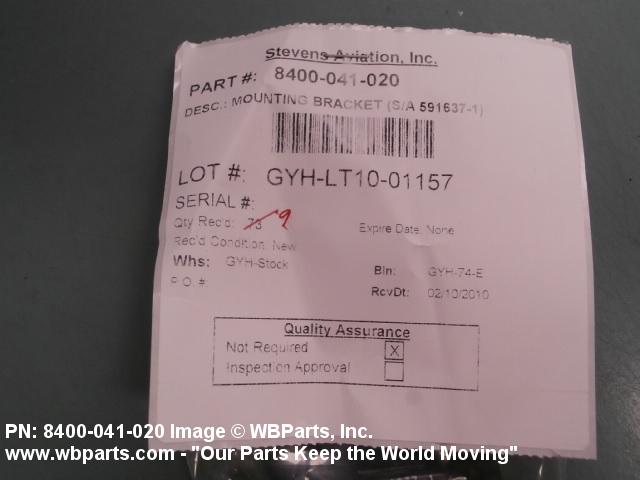 Stevens Aviation, Inc.
PART #: 8400-041-020
DESC.: MOUNTING BRACKET (S/A 591637-1)
LOT #: GYH-LT10-01157
SERIAL #:
Qty Rec'd: 73 9 Expire Date: None
Rec'd Condition: New
Whs: GYH-Stock Bin: GYH-74-E
P.O. # RcvDt: 02/10/2010
Quality Assurance
Not Required X
Inspection Approval
PN: 8400-041-020 Image © WBParts, Inc.
www.wbparts.com - "Our Parts Keep the World Moving"